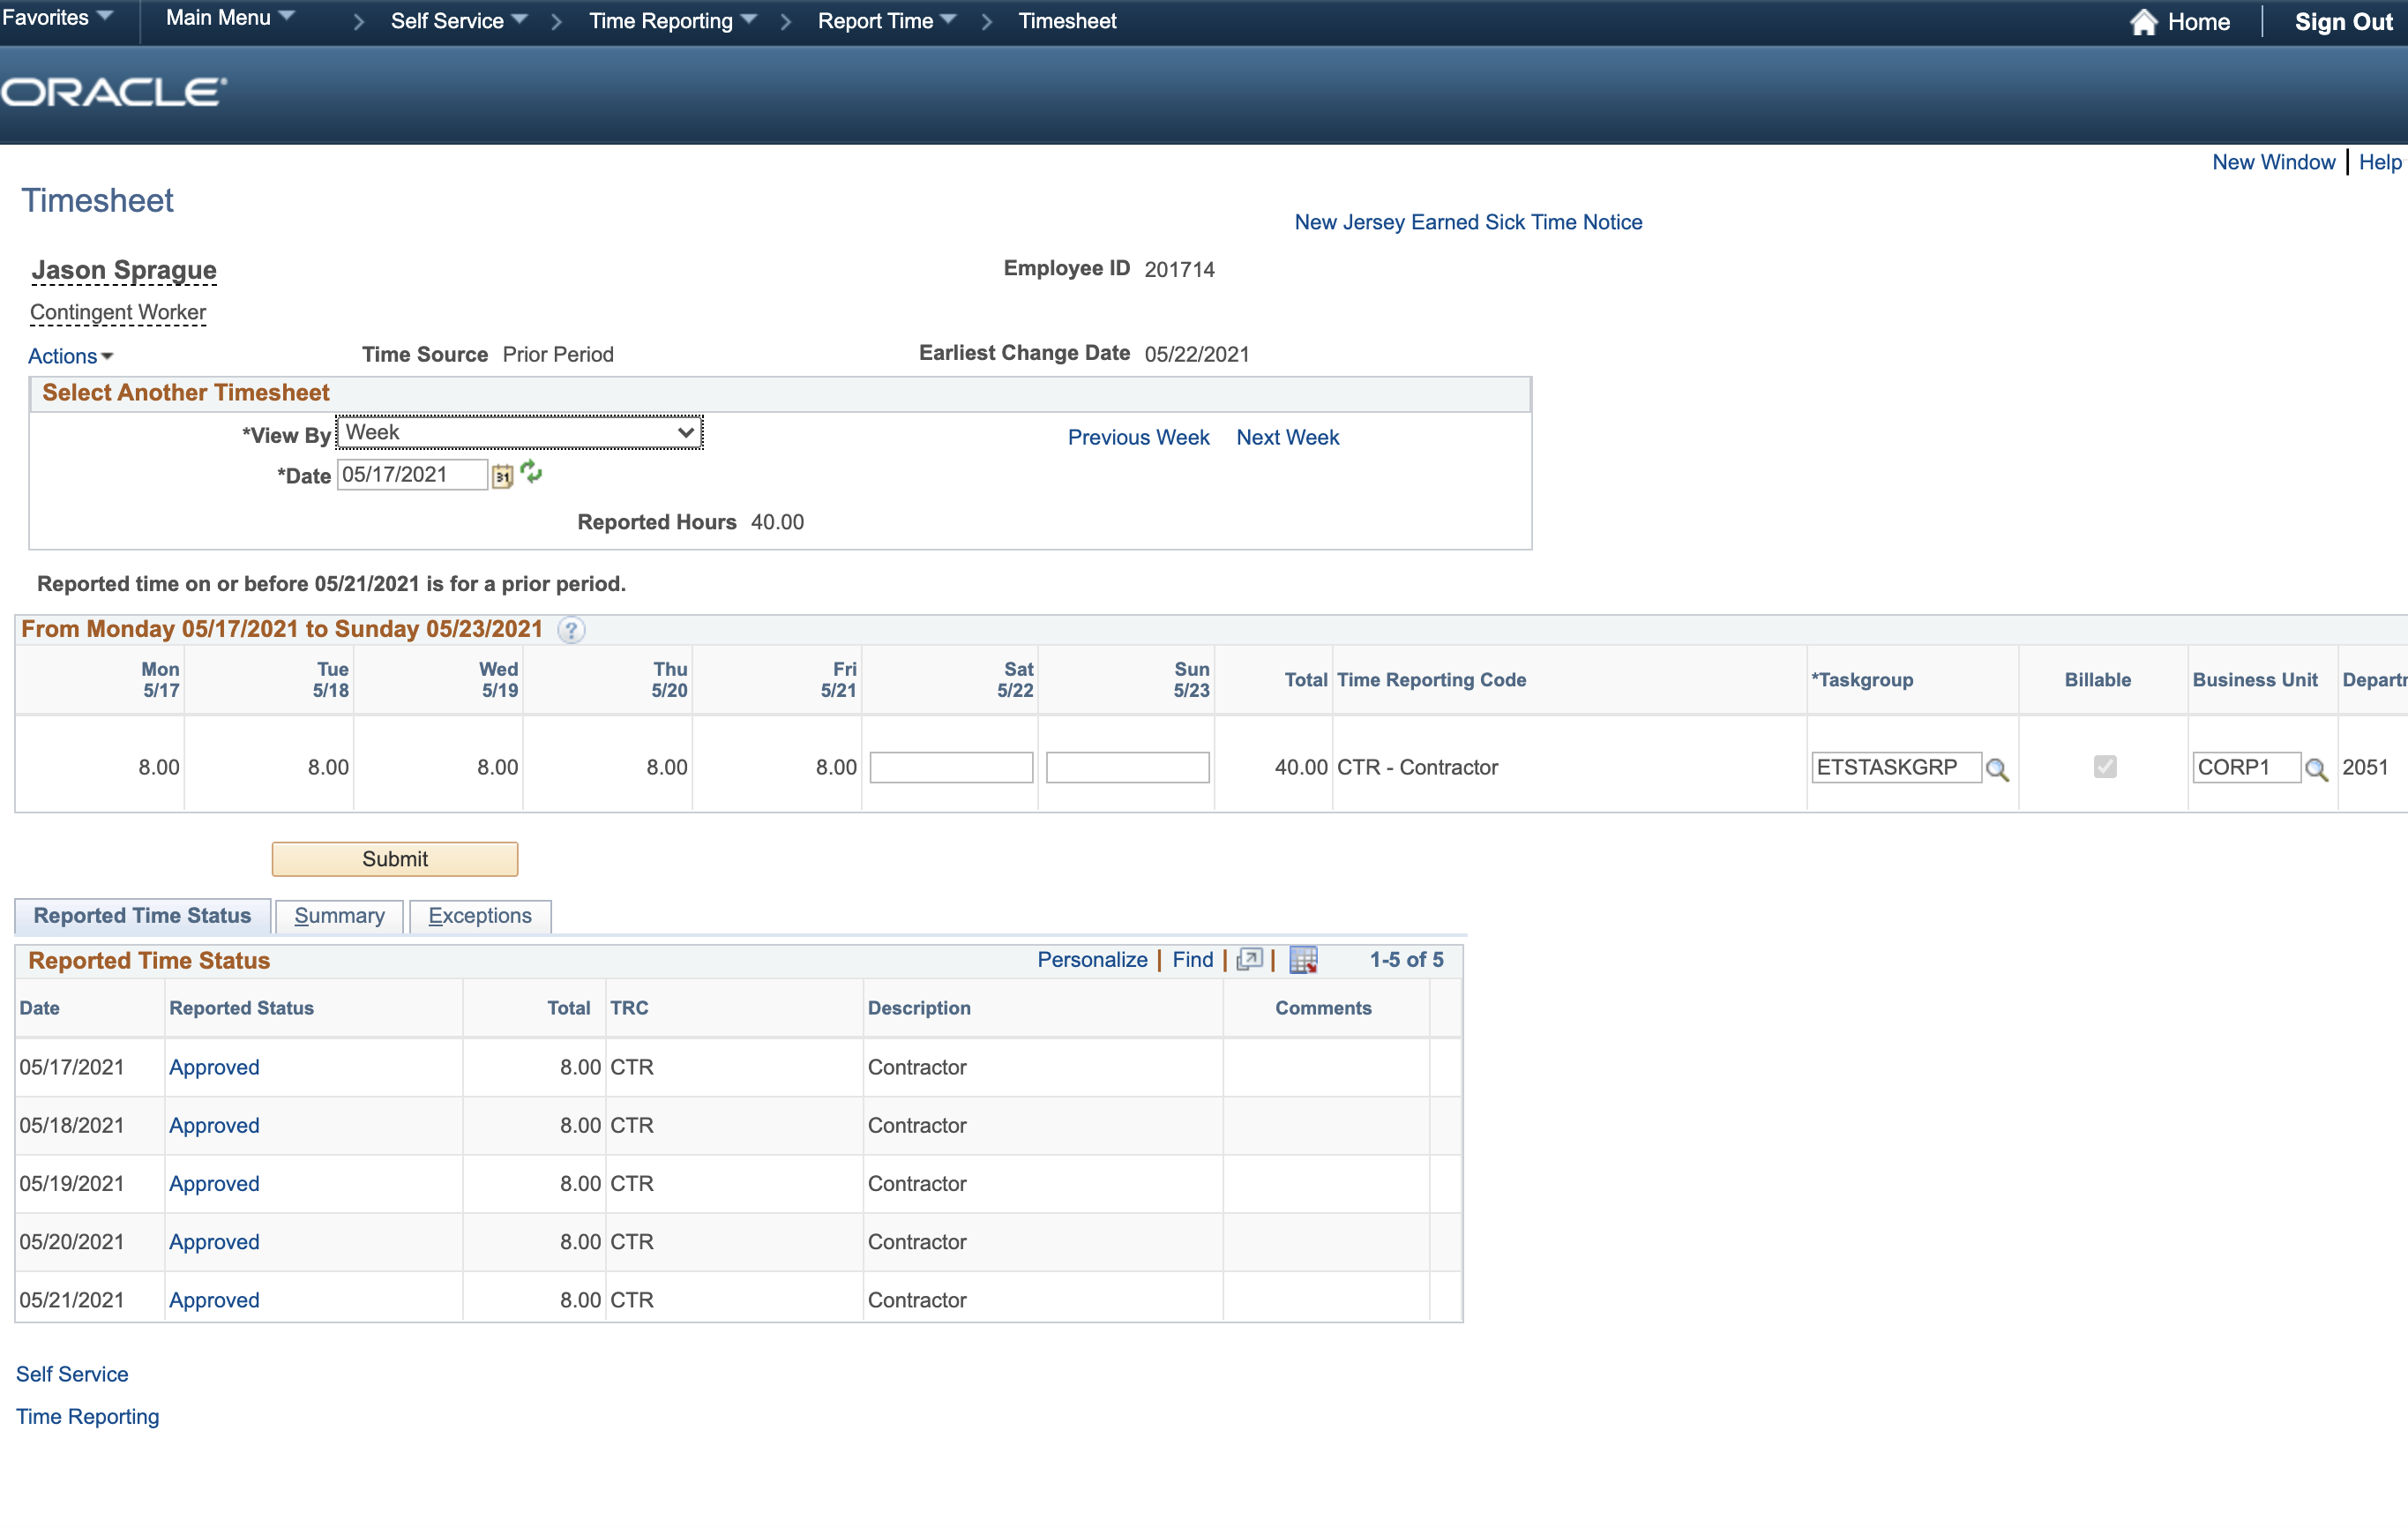 Favorites Main Menu > Self Service > Time Reporting > Report Time > Timesheet Home Sign Out
ORACLE
New Window | Help
Timesheet
New Jersey Earned Sick Time Notice
Jason Sprague Employee ID 201714
Contingent Worker
Actions Time Source Prior Period Earliest Change Date 05/22/2021
Select Another Timesheet
*View By Week Previous Week Next Week
*Date 05/17/2021 31
Reported Hours 40.00
Reported time on or before 05/21/2021 is for a prior period.
From Monday 05/17/2021 to Sunday 05/23/2021 ?
Mon Tue Wed Thu Fri Sat Sun
5/17 5/18 5/19 5/20 5/21 5/22 5/23 Total Time Reporting Code *Taskgroup Billable Business Unit Departm
8.00 8.00 8.00 8.00 8.00 40.00 CTR - Contractor ETSTASKGRP CORP1 2051
Submit
Reported Time Status Summary Exceptions
Reported Time Status Personalize | Find | | 1-5 of 5
Date Reported Status Total TRC Description Comments
05/17/2021 Approved 8.00 CTR Contractor
05/18/2021 Approved 8.00 CTR Contractor
05/19/2021 Approved 8.00 CTR Contractor
05/20/2021 Approved 8.00 CTR Contractor
05/21/2021 Approved 8.00 CTR Contractor
Self Service
Time Reporting